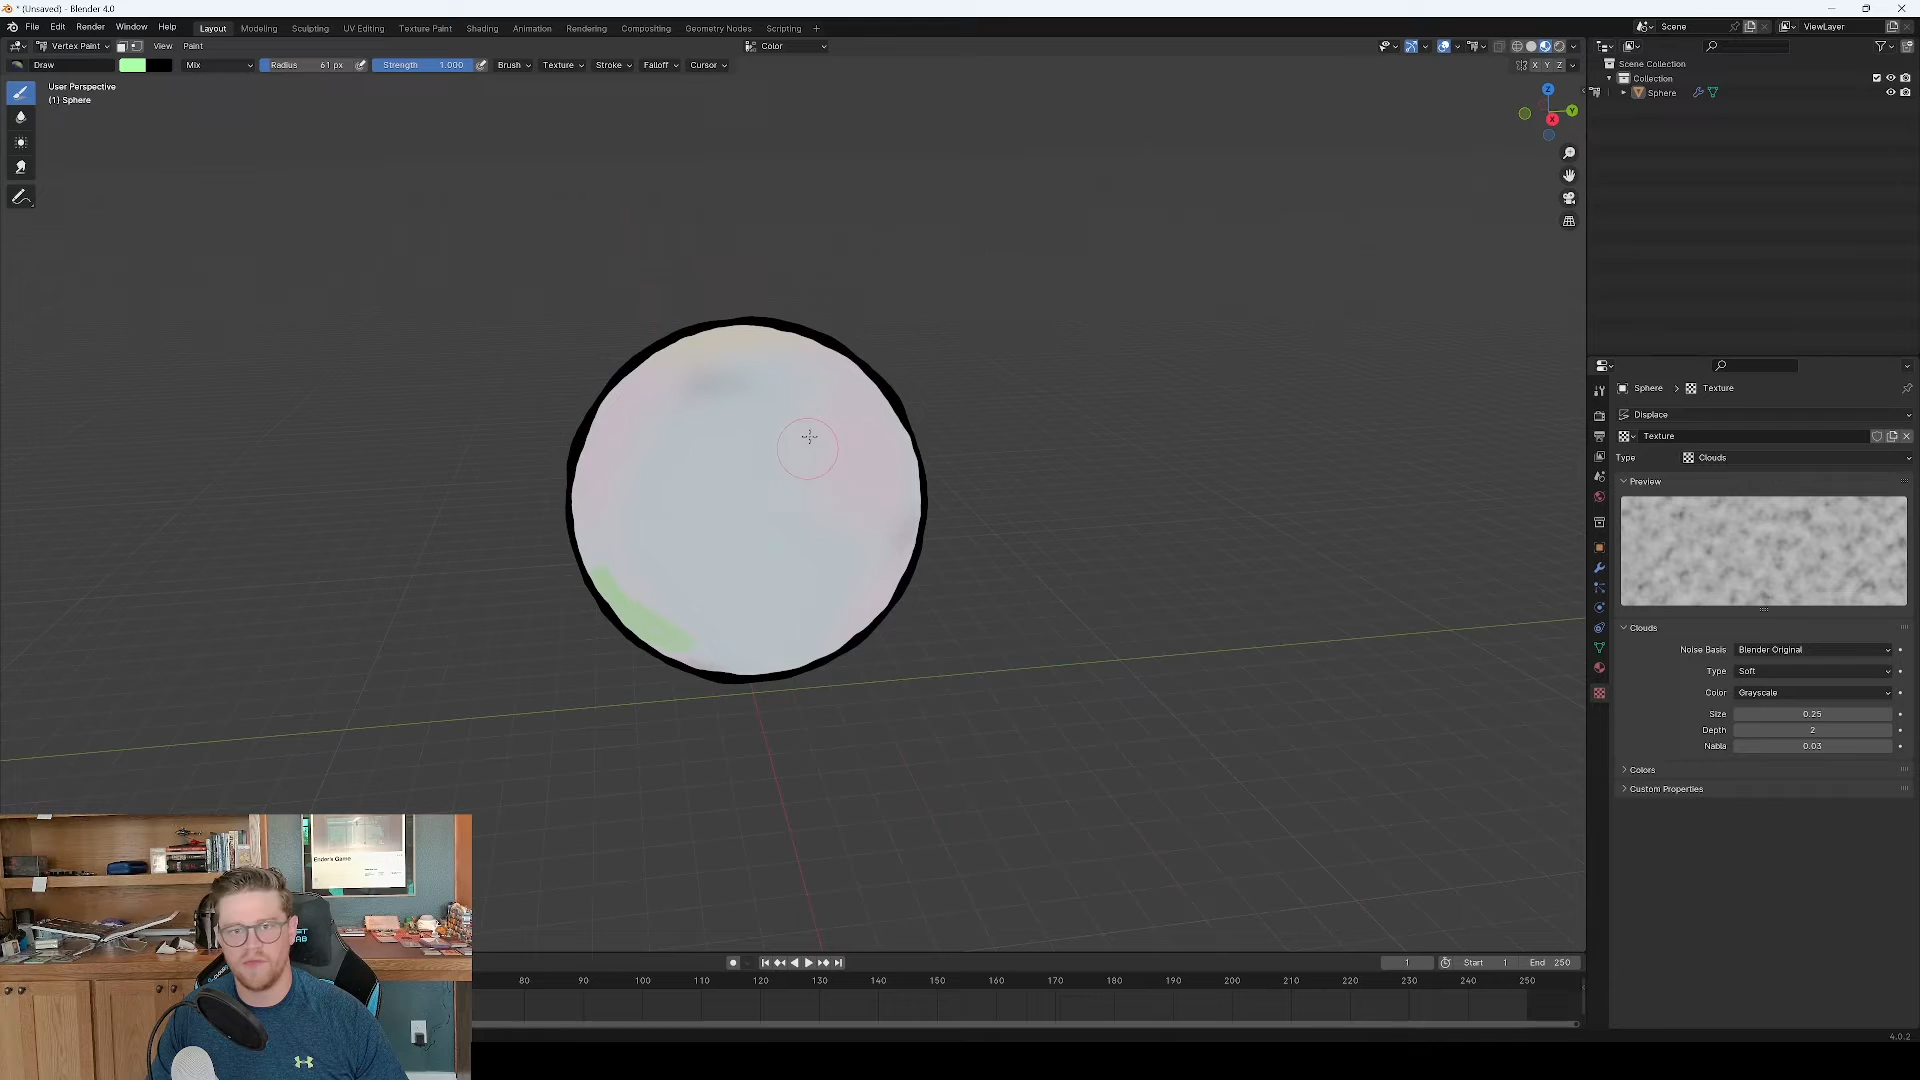 * (Unsaved) - Blender 4.0
File Edit Render Window Help Layout Modeling Sculpting UV Editing Texture Paint Shading Animation Rendering Compositing Geometry Nodes Scripting + Scene ViewLayer
Vertex Paint View Paint Color
Draw Mix Radius 61 px Strength 1.000 Brush Texture Stroke Falloff Cursor X Y Z
User Perspective
(1) Sphere
Z
Y
X
Scene Collection
Collection
Sphere
Sphere > Texture
Displace
Texture
Type Clouds
Preview
Clouds
Noise Basis Blender Original
Type Soft
Color Grayscale
Size 0.25
Depth 2
Nabla 0.03
Colors
Custom Properties
Ender's Game
1 Start 1 End 250
80 90 100 110 120 130 140 150 160 170 180 190 200 210 220 230 240 250
4.0.2